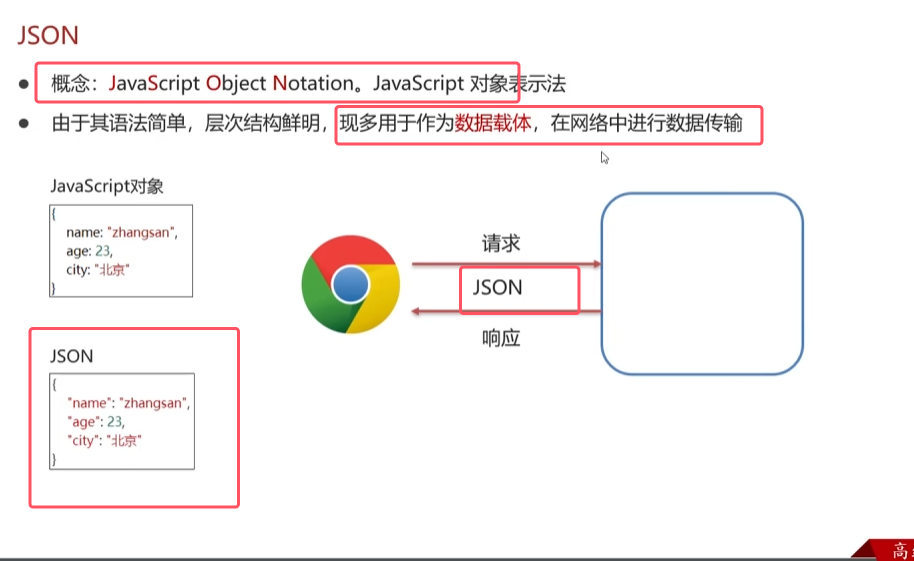 JSON
● 概念：JavaScript Object Notation。JavaScript 对象表示法
● 由于其语法简单，层次结构鲜明，现多用于作为数据载体，在网络中进行数据传输
JavaScript对象
{
name: "zhangsan",
age: 23,
city: "北京"
}
请求
JSON
响应
JSON
{
"name": "zhangsan",
"age": 23,
"city": "北京"
}
高